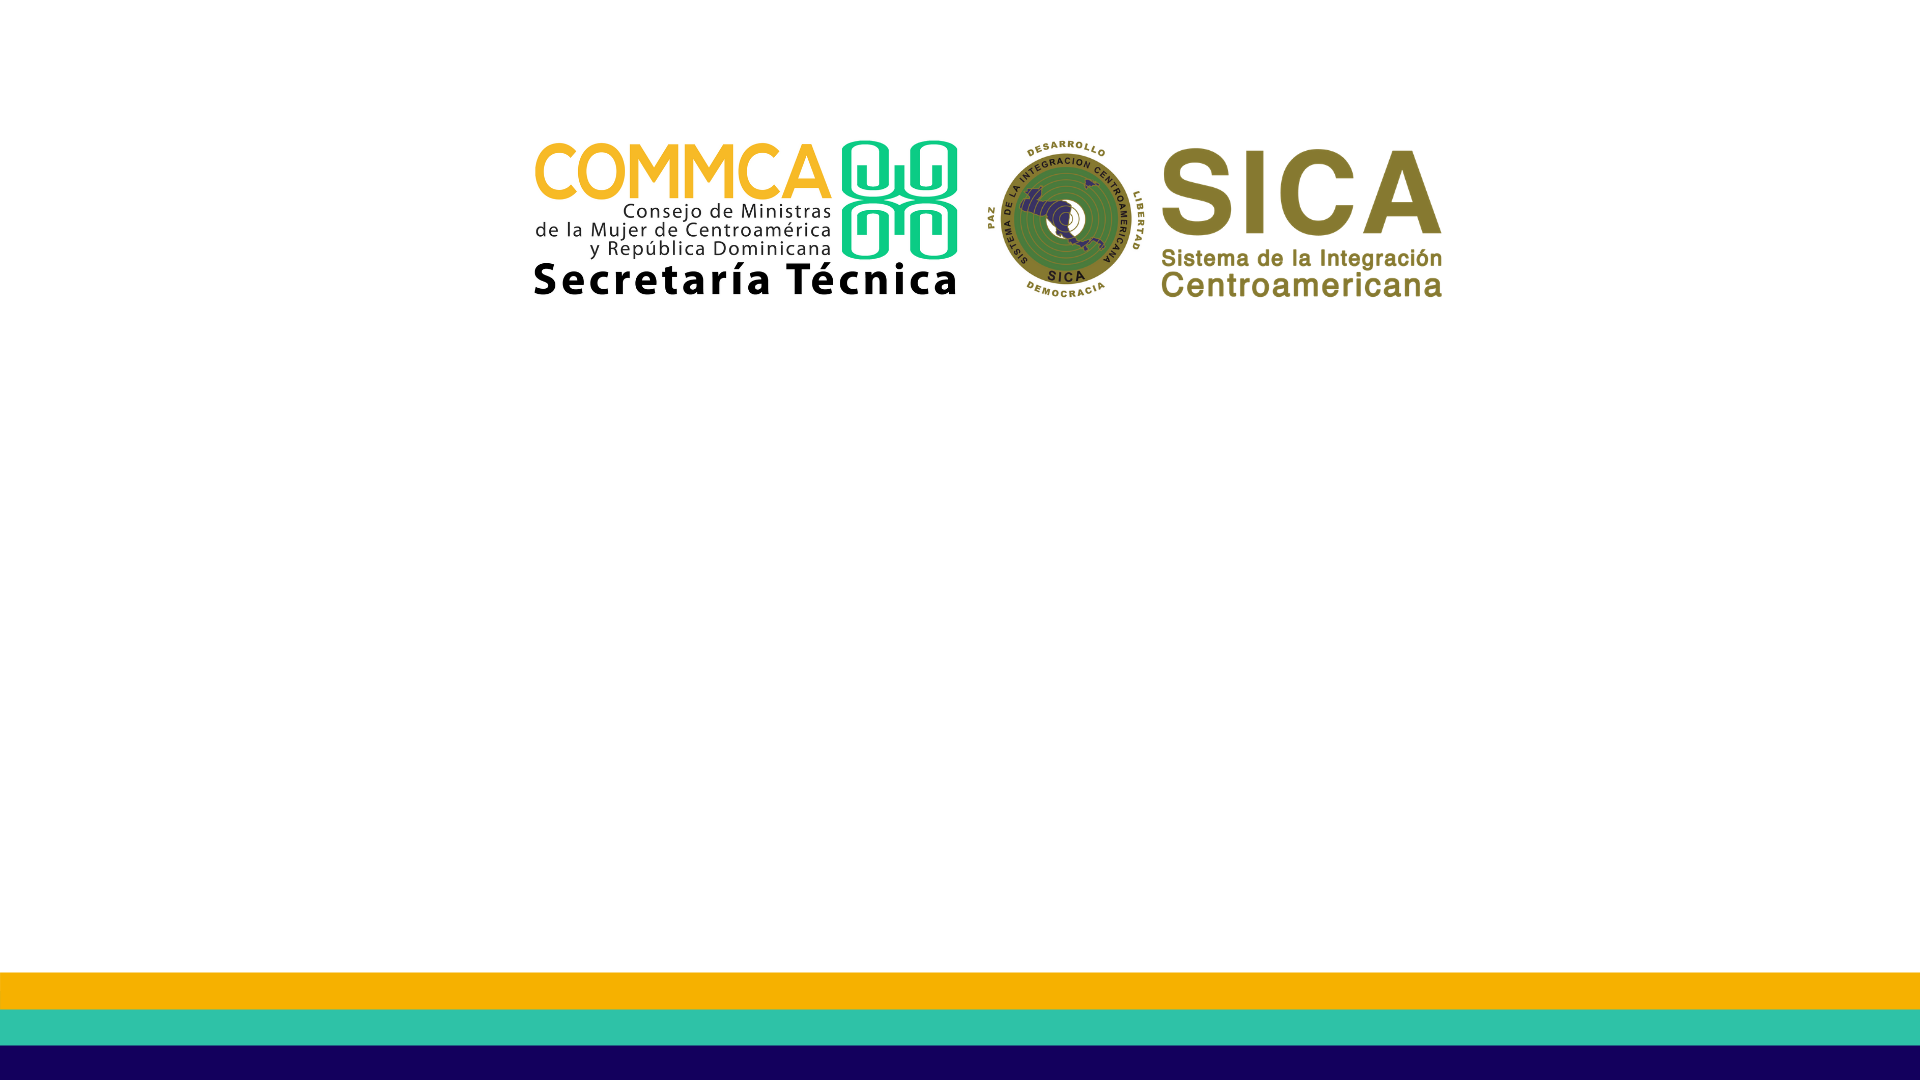 COMMCA
Consejo de Ministras
de la Mujer de Centroamérica
y República Dominicana
Secretaría Técnica
DESARROLLO
PAZ
LIBERTAD
DEMOCRACIA
SISTEMA DE LA INTEGRACION CENTROAMERICANA
SICA
SICA
Sistema de la Integración
Centroamericana